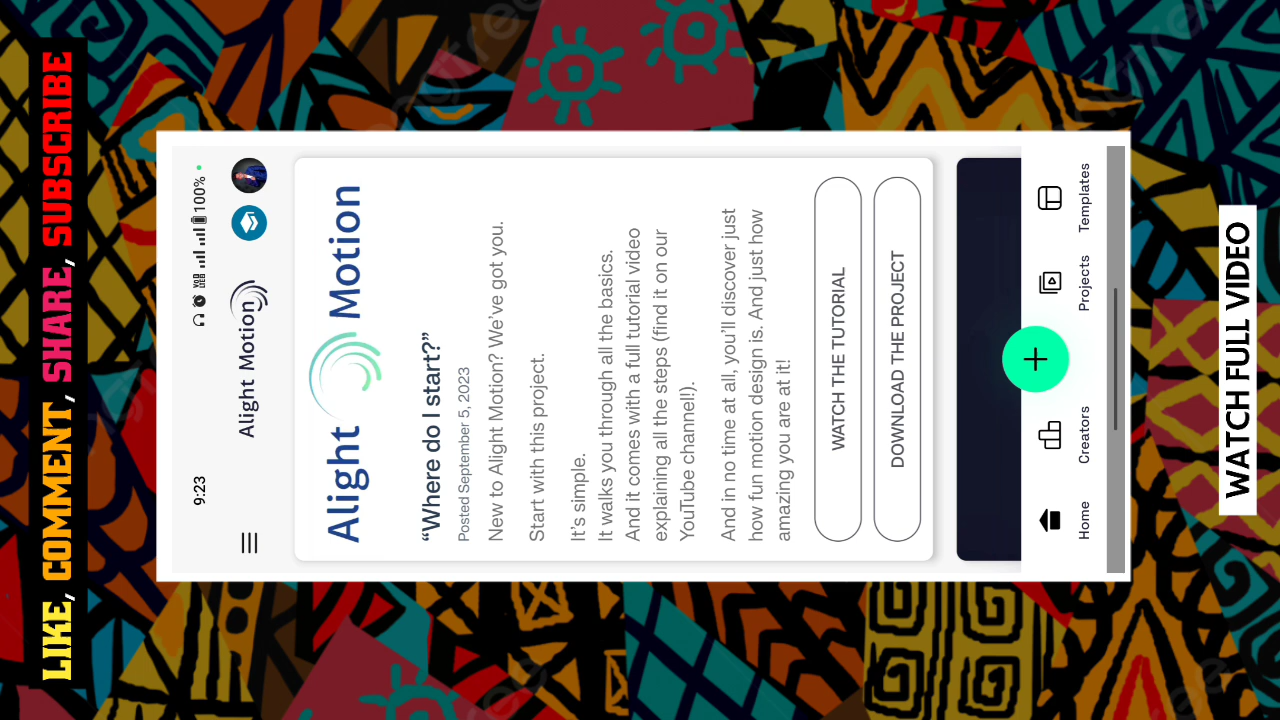 LIKE, COMMENT, SHARE, SUBSCRIBE
9:23
VoD LTE 100%
Alight Motion
Alight Motion
“Where do I start?”
Posted September 5, 2023
New to Alight Motion? We’ve got you.
Start with this project.
It’s simple.
It walks you through all the basics.
And it comes with a full tutorial video
explaining all the steps (find it on our
YouTube channel!).
And in no time at all, you’ll discover just
how fun motion design is. And just how
amazing you are at it!
WATCH THE TUTORIAL
DOWNLOAD THE PROJECT
Home
Creators
Projects
Templates
WATCH FULL VIDEO